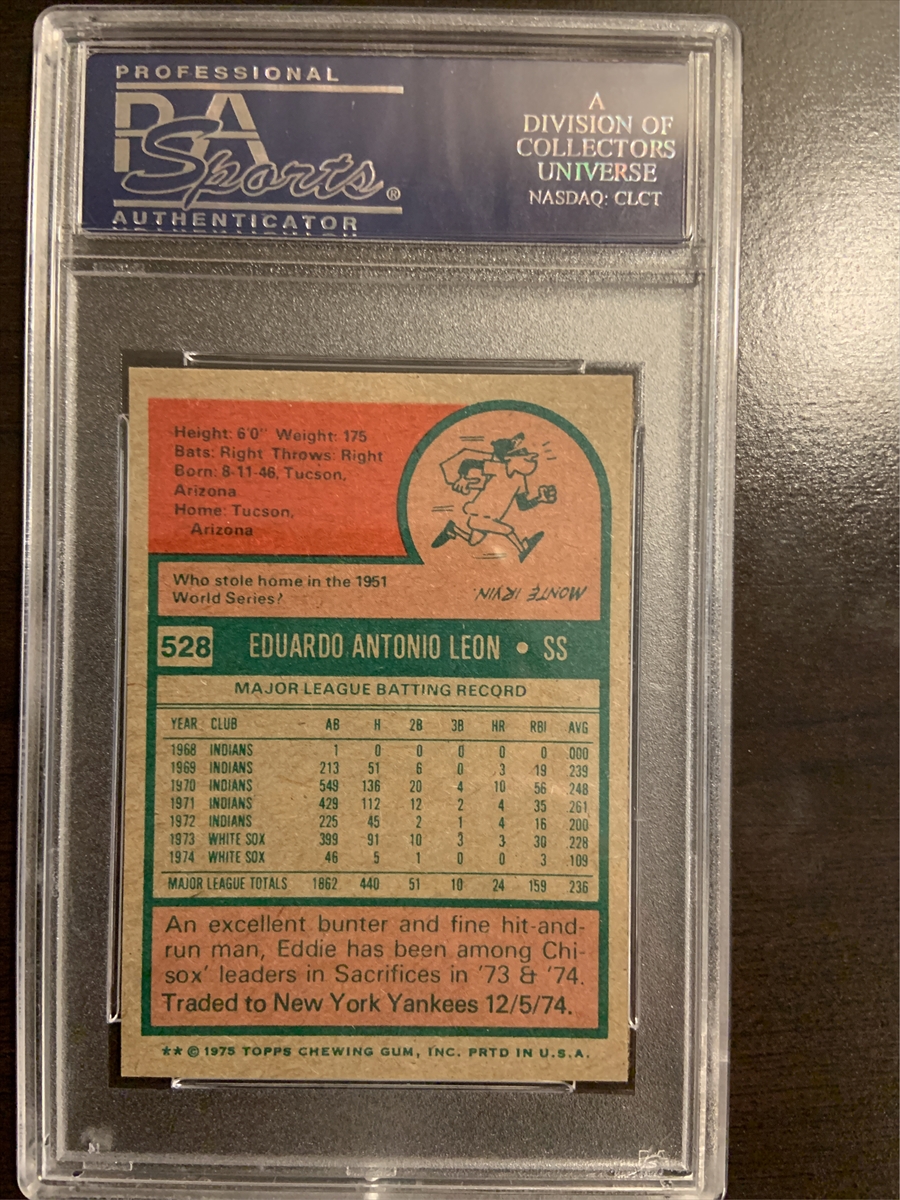 PROFESSIONAL
PSA
Sports®
AUTHENTICATOR
A
DIVISION OF
COLLECTORS
UNIVERSE
NASDAQ: CLCT
Height: 6'0" Weight: 175
Bats: Right Throws: Right
Born: 8-11-46, Tucson,
Arizona
Home: Tucson,
Arizona
Who stole home in the 1951
World Series?
MONTE IRVIN.
528 EDUARDO ANTONIO LEON • SS
MAJOR LEAGUE BATTING RECORD
YEAR CLUB AB H 2B 3B HR RBI AVG
1968 INDIANS 1 0 0 0 0 0 .000
1969 INDIANS 213 51 6 0 3 19 .239
1970 INDIANS 549 136 20 4 10 56 .248
1971 INDIANS 429 112 12 2 4 35 .261
1972 INDIANS 225 45 2 1 4 16 .200
1973 WHITE SOX 399 91 10 3 3 30 .228
1974 WHITE SOX 46 5 1 0 0 3 .109
MAJOR LEAGUE TOTALS 1862 440 51 10 24 159 .236
An excellent bunter and fine hit-and-
run man, Eddie has been among Chi-
sox' leaders in Sacrifices in '73 & '74.
Traded to New York Yankees 12/5/74.
** © 1975 TOPPS CHEWING GUM, INC. PRTD IN U.S.A.